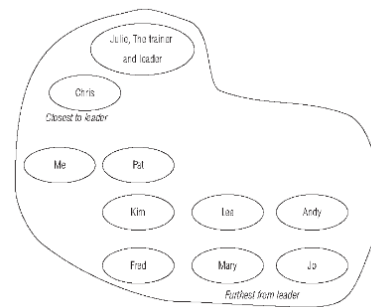 Julie, The trainer
and leader
Chris
Closest to leader
Me
Pat
Kim
Lee
Andy
Fred
Mary
Jo
Furthest from leader